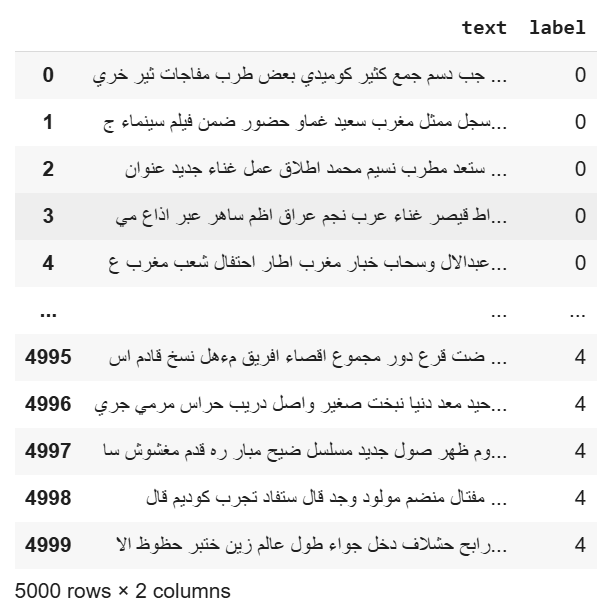 text label
0 جب دسم جمع كثير كوميدي بعض طرب مفاجات ثير خري ... 0
1 سجل ممثل مغرب سعيد غماو حضور ضمن فيلم سينماء ج... 0
2 ستعد مطرب نسيم محمد اطلاق عمل غناء جديد عنوان ... 0
3 اط قيصر غناء عرب نجم عراق اظم ساهر عبر اذاع مي... 0
4 عبدالال وسحاب خبار مغرب اطار احتفال شعب مغرب ع... 0
... ... ...
4995 ضت قرع دور مجموع اقصاء افريق مءهل نسخ قادم اس ... 4
4996 حيد معد دنيا نبخت صغير واصل دريب حراس مرمي جري... 4
4997 وم ظهر صول جديد مسلسل ضيح مبار ره قدم مغشوش سا... 4
4998 مفتال منضم مولود وجد قال ستفاد تجرب كوديم قال ... 4
4999 رابح حشلاف دخل جواء طول عالم زين ختبر حظوظ الا... 4
5000 rows × 2 columns